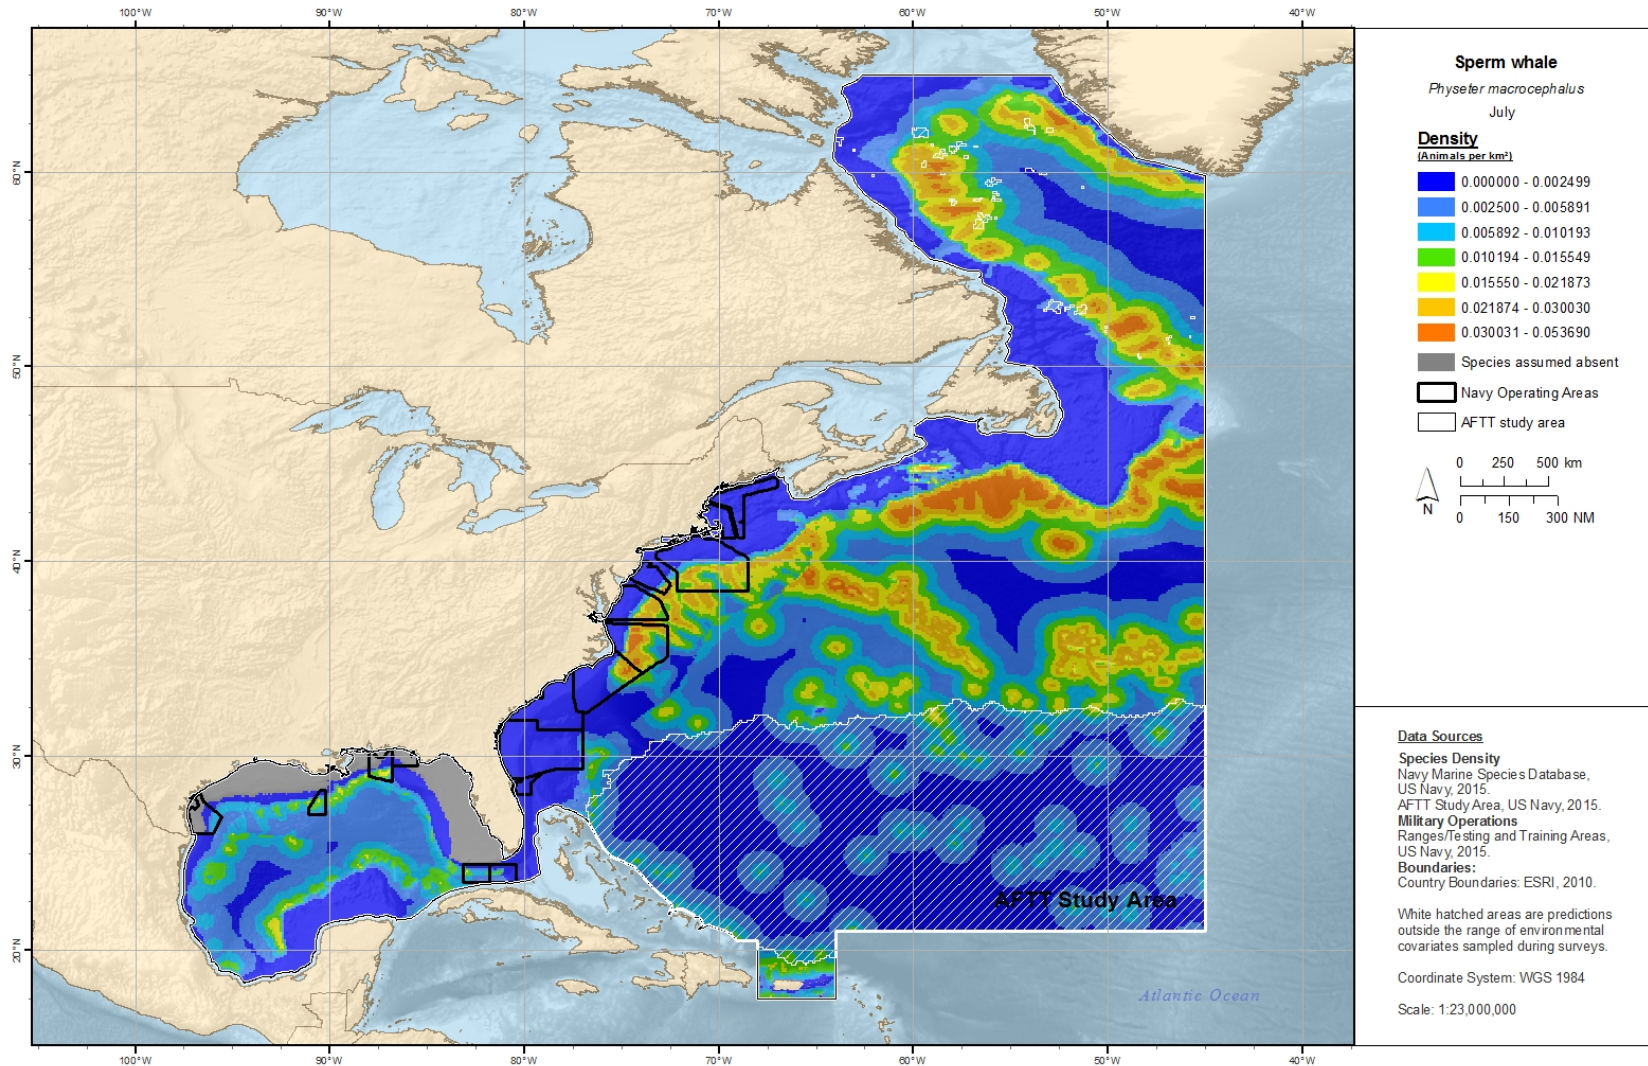 100°W 90°W 80°W 70°W 60°W 50°W 40°W
60°N
50°N
40°N
30°N
20°N
AFTT Study Area
Atlantic Ocean
100°W 90°W 80°W 70°W 60°W 50°W 40°W
Sperm whale
Physeter macrocephalus
July
Density
(Animals per km²)
0.000000 - 0.002499
0.002500 - 0.005891
0.005892 - 0.010193
0.010194 - 0.015549
0.015550 - 0.021873
0.021874 - 0.030030
0.030031 - 0.053690
Species assumed absent
Navy Operating Areas
AFTT study area
N
0 250 500 km
0 150 300 NM
Data Sources
Species Density
Navy Marine Species Database,
US Navy, 2015.
AFTT Study Area, US Navy, 2015.
Military Operations
Ranges/Testing and Training Areas,
US Navy, 2015.
Boundaries:
Country Boundaries: ESRI, 2010.
White hatched areas are predictions
outside the range of environmental
covariates sampled during surveys.
Coordinate System: WGS 1984
Scale: 1:23,000,000